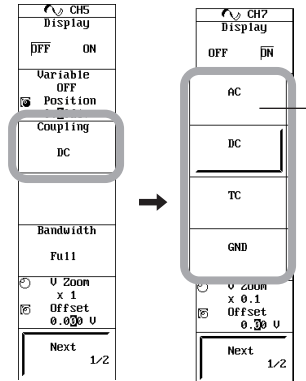 CH5
Display
OFF ON
Variable
OFF
Position
Coupling
DC
Bandwidth
Full
V Zoom
x 1
Offset
0.000 V
Next
1/2
CH7
Display
OFF ON
AC
DC
TC
GND
V Zoom
x 0.1
Offset
0.00 V
Next
1/2